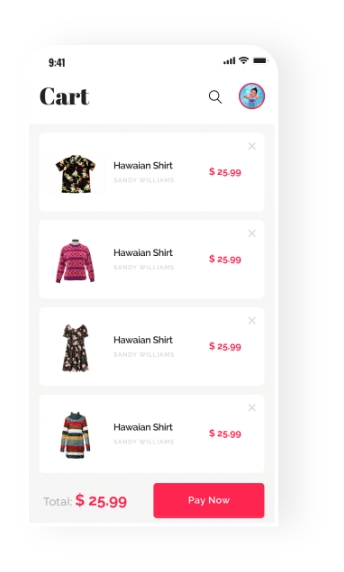 9:41
Cart
Hawaian Shirt
SANDY WILLIAMS
$ 25.99
Hawaian Shirt
SANDY WILLIAMS
$ 25.99
Hawaian Shirt
SANDY WILLIAMS
$ 25.99
Hawaian Shirt
SANDY WILLIAMS
$ 25.99
Total: $ 25.99
Pay Now